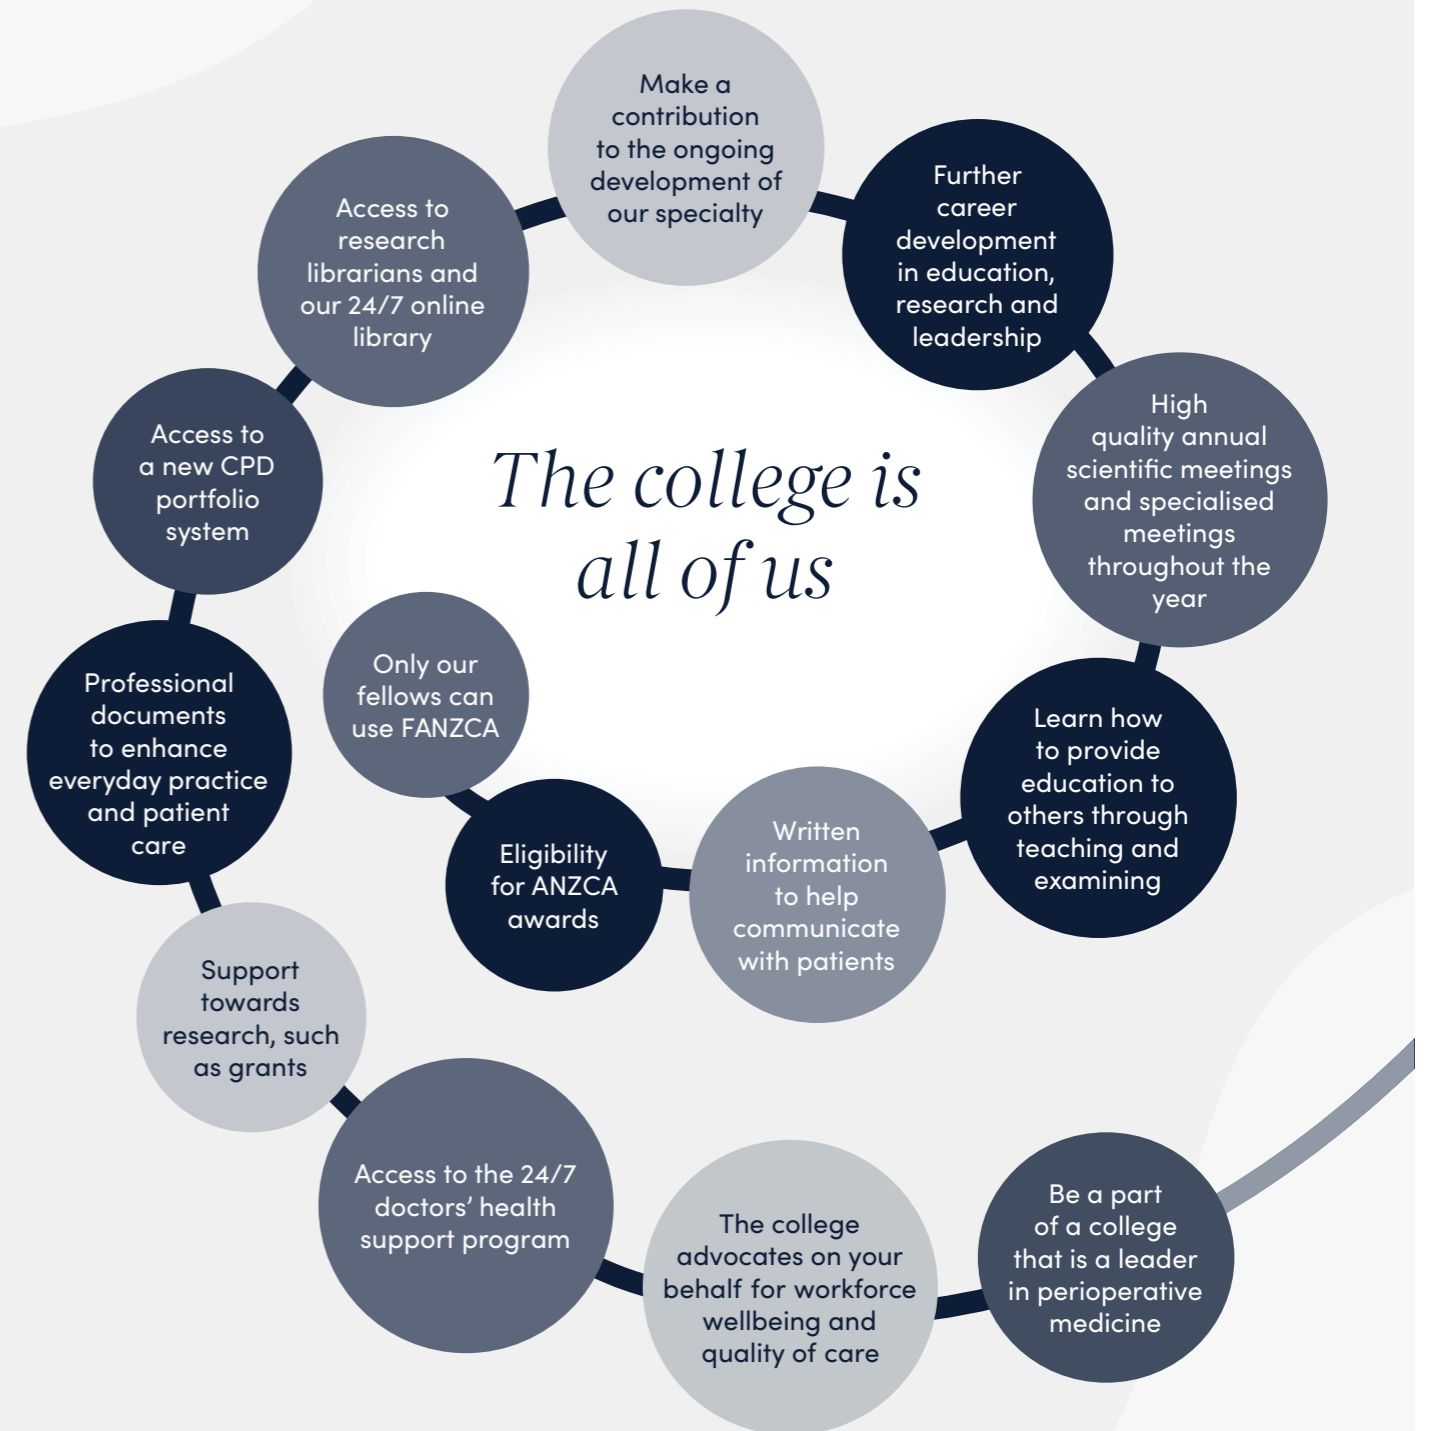 The college is
all of us
Only our
fellows can
use FANZCA
Eligibility
for ANZCA
awards
Written
information
to help
communicate
with patients
Learn how
to provide
education to
others through
teaching and
examining
High
quality annual
scientific meetings
and specialised
meetings
throughout the
year
Further
career
development
in education,
research and
leadership
Make a
contribution
to the ongoing
development of
our specialty
Access to
research
librarians and
our 24/7 online
library
Access to
a new CPD
portfolio
system
Professional
documents
to enhance
everyday practice
and patient
care
Support
towards
research, such
as grants
Access to the 24/7
doctors’ health
support program
The college
advocates on your
behalf for workforce
wellbeing and
quality of care
Be a part
of a college
that is a leader
in perioperative
medicine